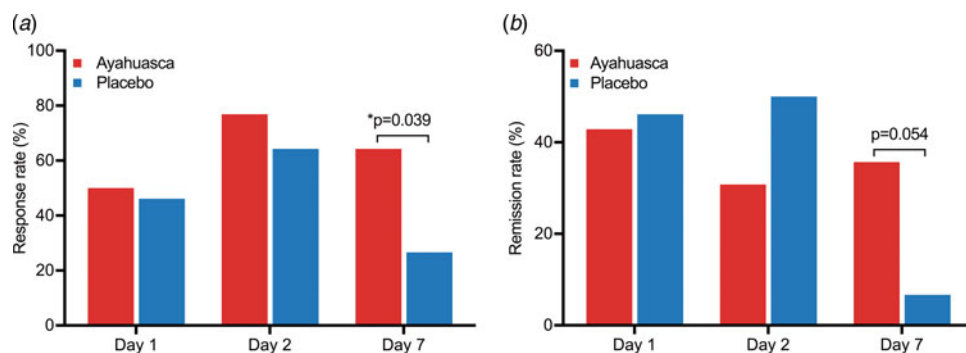 (a)
Response rate (%)
100
80
60
40
20
0
Ayahuasca
Placebo
*p=0.039
Day 1 Day 2 Day 7
(b)
Remission rate (%)
60
40
20
0
Ayahuasca
Placebo
p=0.054
Day 1 Day 2 Day 7